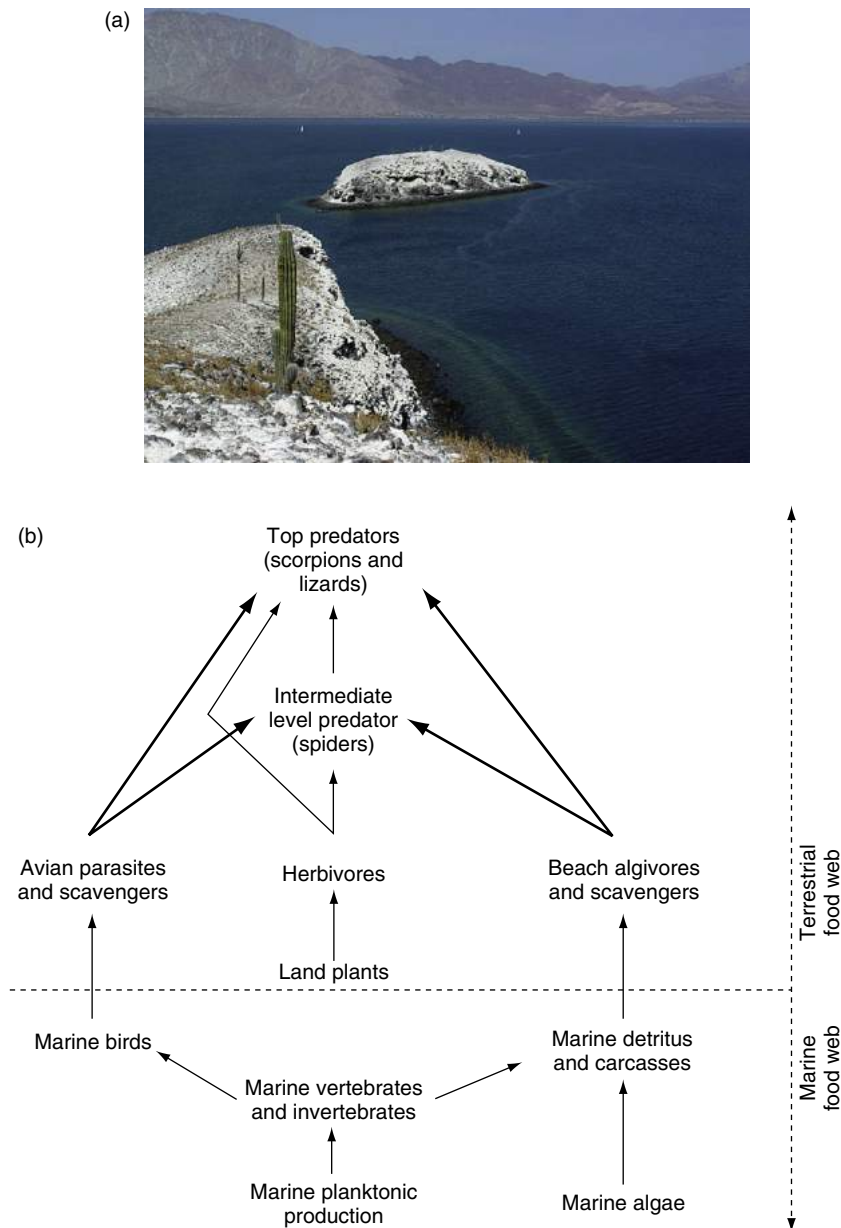 (a)
(b)
Top predators
(scorpions and
lizards)
Intermediate
level predator
(spiders)
Avian parasites
and scavengers
Herbivores
Beach algivores
and scavengers
Land plants
Terrestrial
food web
Marine birds
Marine detritus
and carcasses
Marine vertebrates
and invertebrates
Marine planktonic
production
Marine algae
Marine
food web